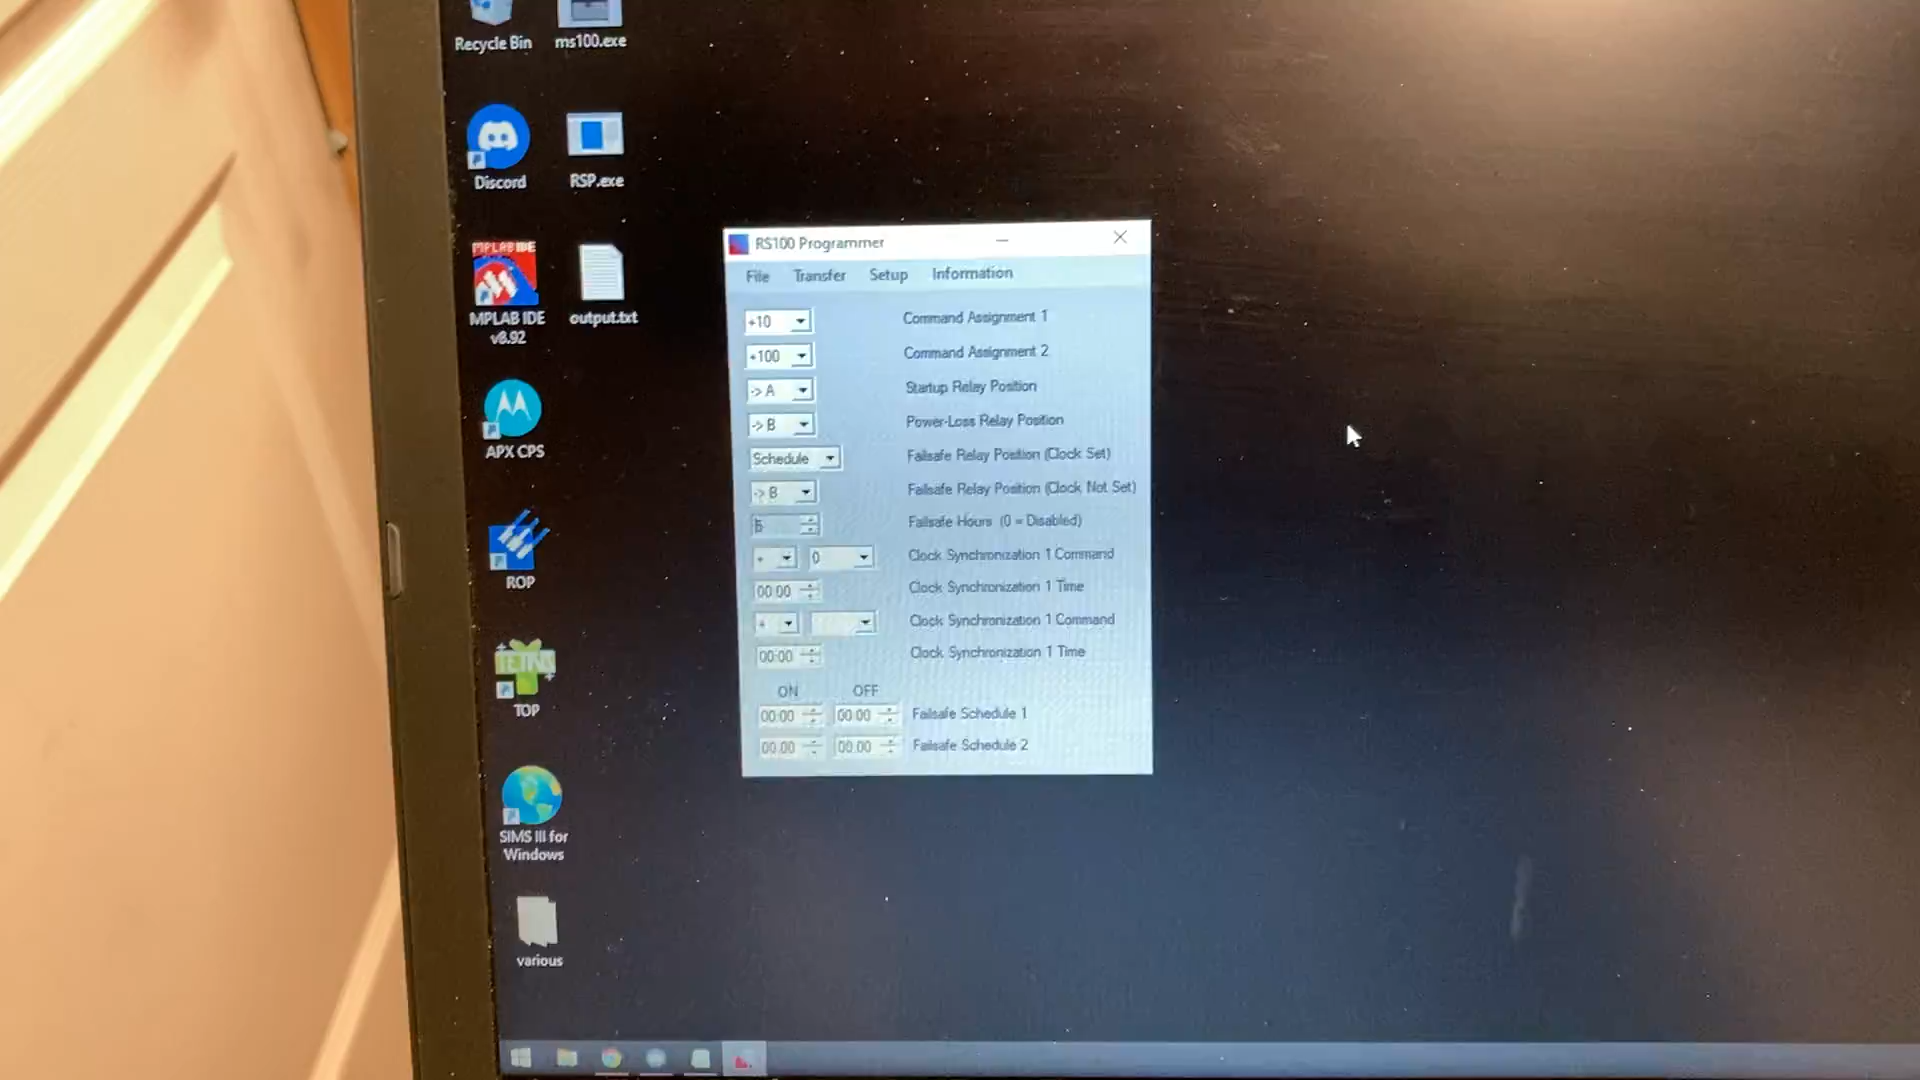 Recycle Bin
ms100.exe
Discord
RSP.exe
MPLAB IDE
MPLAB IDE
v8.92
output.txt
APX CPS
ROP
TETRIS
TOP
SIMS III for
Windows
various
RS100 Programmer
File Transfer Setup Information
+10 Command Assignment 1
+100 Command Assignment 2
-> A Startup Relay Position
-> B Power-Loss Relay Position
Schedule Failsafe Relay Position (Clock Set)
-> B Failsafe Relay Position (Clock Not Set)
5 Failsafe Hours (0 = Disabled)
+ 0 Clock Synchronization 1 Command
00:00 Clock Synchronization 1 Time
+ Clock Synchronization 1 Command
00:00 Clock Synchronization 1 Time
ON OFF
00:00 00:00 Failsafe Schedule 1
00:00 00:00 Failsafe Schedule 2